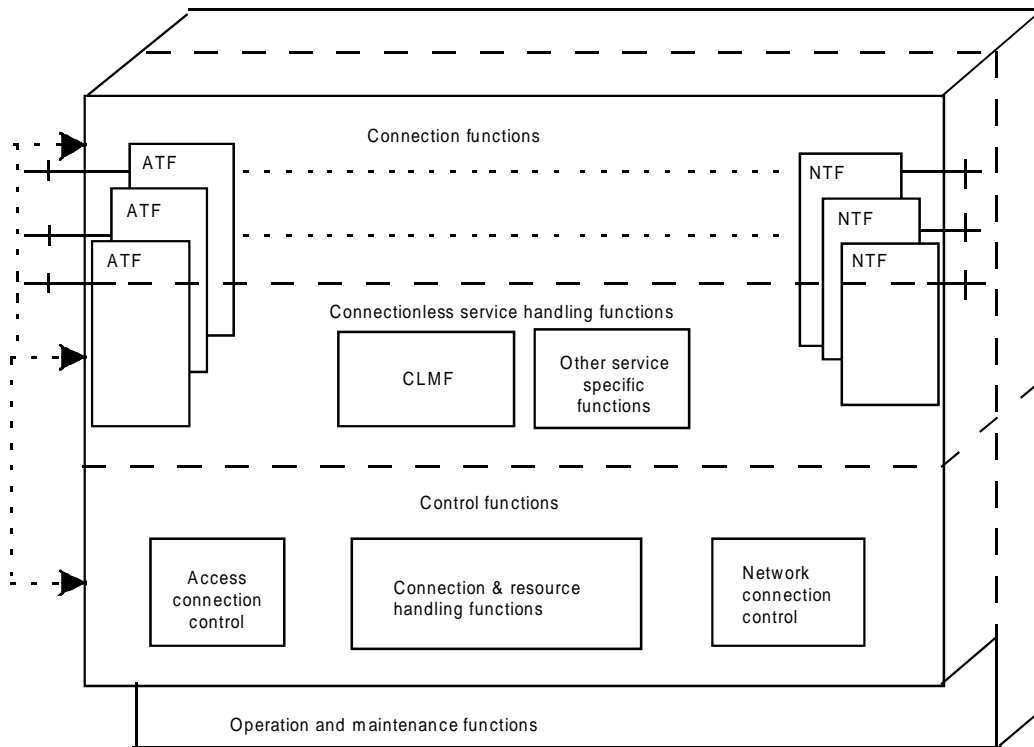 Connection functions
ATF
NTF
ATF
NTF
ATF
NTF
Connectionless service handling functions
CLMF
Other service
specific
functions
Control functions
Access
connection
control
Connection & resource
handling functions
Network
connection
control
Operation and maintenance functions